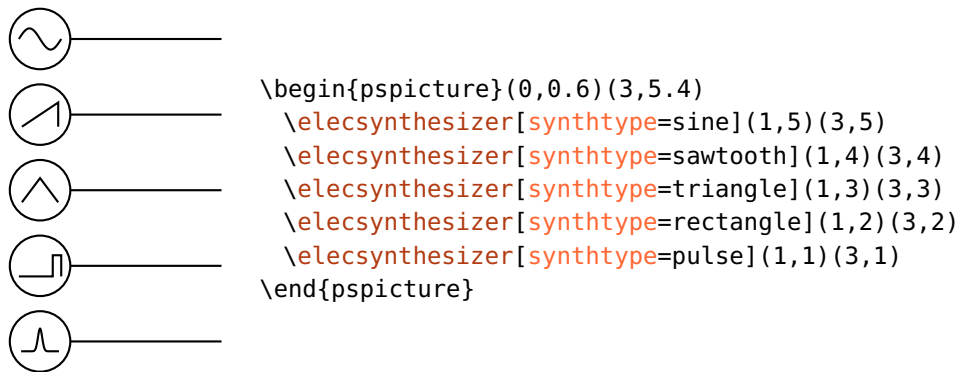 \begin{pspicture}(0,0.6)(3,5.4)
  \elecsynthesizer[synthtype=sine](1,5)(3,5)
  \elecsynthesizer[synthtype=sawtooth](1,4)(3,4)
  \elecsynthesizer[synthtype=triangle](1,3)(3,3)
  \elecsynthesizer[synthtype=rectangle](1,2)(3,2)
  \elecsynthesizer[synthtype=pulse](1,1)(3,1)
\end{pspicture}